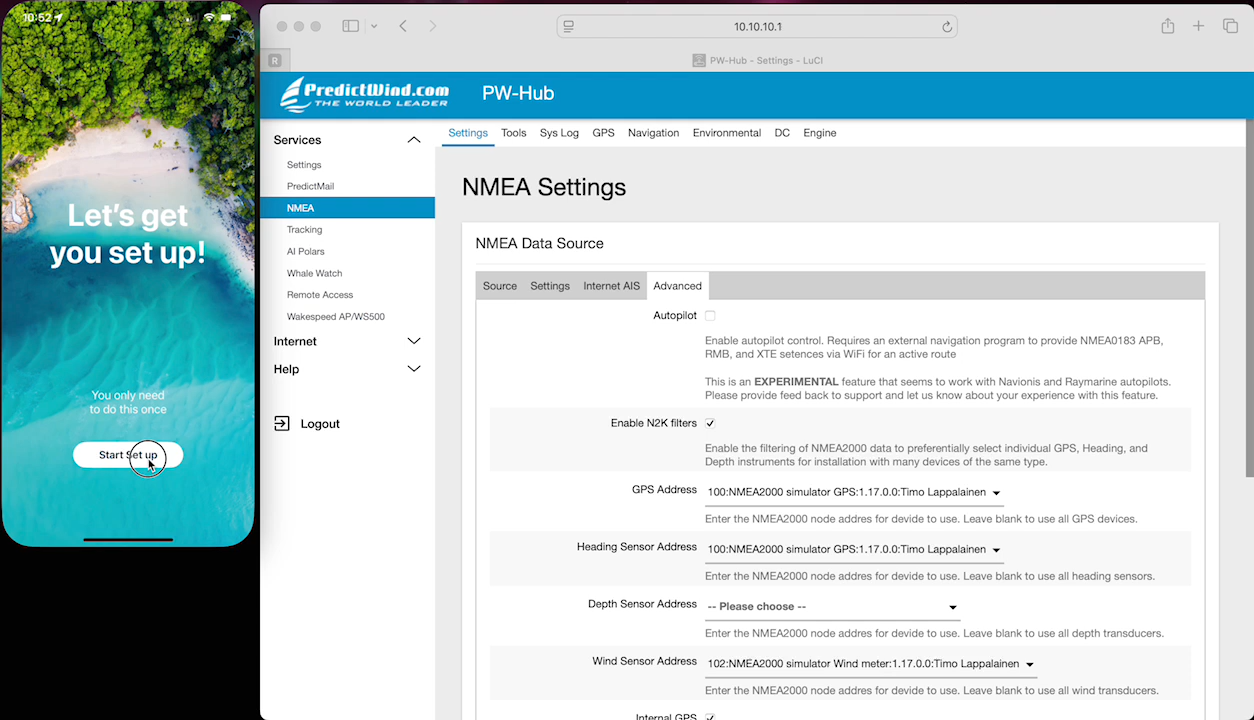 10:52
Let's get
you set up!
You only need
to do this once
Start Set up
10.10.10.1
R
PW-Hub - Settings - LuCI
PredictWind.com
THE WORLD LEADER
PW-Hub
Services
Settings
PredictMail
NMEA
Tracking
AI Polars
Whale Watch
Remote Access
Wakespeed AP/WS500
Internet
Help
Logout
Settings Tools Sys Log GPS Navigation Environmental DC Engine
NMEA Settings
NMEA Data Source
Source Settings Internet AIS Advanced
Autopilot
Enable autopilot control. Requires an external navigation program to provide NMEA0183 APB,
RMB, and XTE setences via WiFi for an active route
This is an EXPERIMENTAL feature that seems to work with Navionis and Raymarine autopilots.
Please provide feed back to support and let us know about your experience with this feature.
Enable N2K filters
Enable the filtering of NMEA2000 data to preferentially select individual GPS, Heading, and
Depth instruments for installation with many devices of the same type.
GPS Address 100:NMEA2000 simulator GPS:1.17.0.0:Timo Lappalainen
Enter the NMEA2000 node addres for devide to use. Leave blank to use all GPS devices.
Heading Sensor Address 100:NMEA2000 simulator GPS:1.17.0.0:Timo Lappalainen
Enter the NMEA2000 node addres for devide to use. Leave blank to use all heading sensors.
Depth Sensor Address -- Please choose --
Enter the NMEA2000 node addres for devide to use. Leave blank to use all depth transducers.
Wind Sensor Address 102:NMEA2000 simulator Wind meter:1.17.0.0:Timo Lappalainen
Enter the NMEA2000 node addres for devide to use. Leave blank to use all wind transducers.
Internal GPS